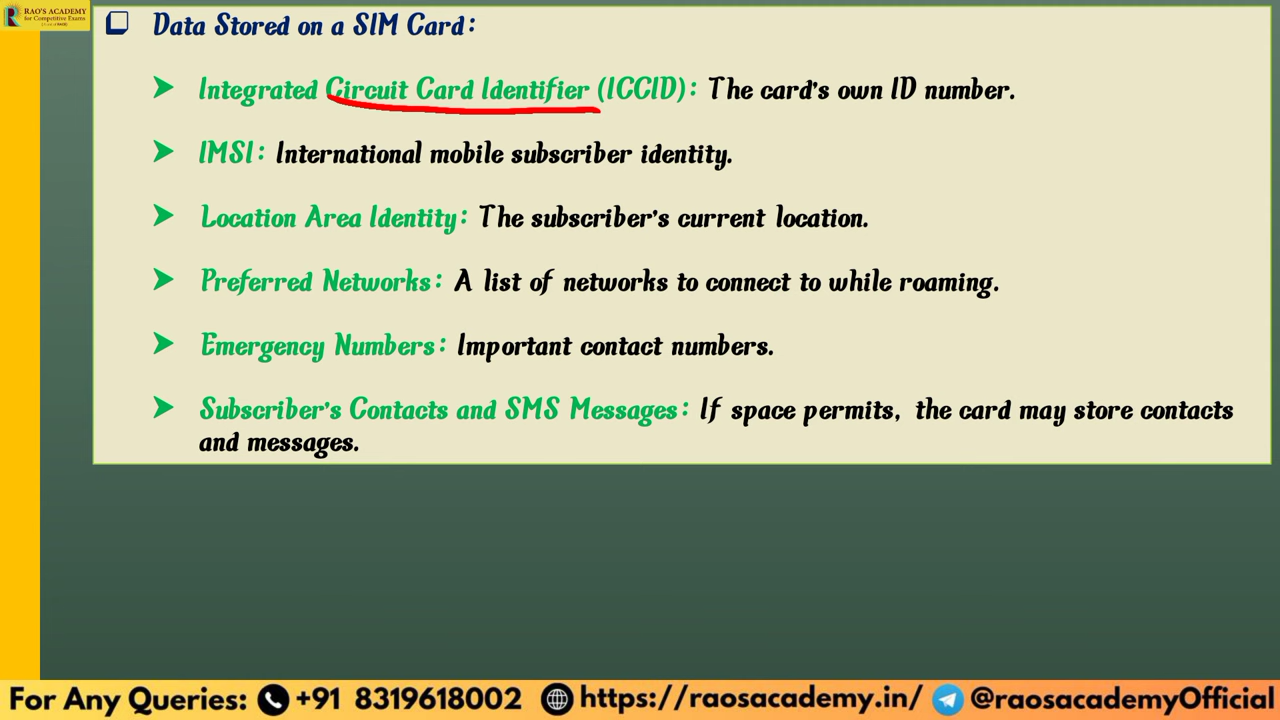 RAO'S ACADEMY
for Competitive Exams
Data Stored on a SIM Card:
Integrated Circuit Card Identifier (ICCID): The card's own ID number.
IMSI: International mobile subscriber identity.
Location Area Identity: The subscriber's current location.
Preferred Networks: A list of networks to connect to while roaming.
Emergency Numbers: Important contact numbers.
Subscriber's Contacts and SMS Messages: If space permits, the card may store contacts
and messages.
For Any Queries: +91 8319618002 https://raosacademy.in/ @raosacademyOfficial